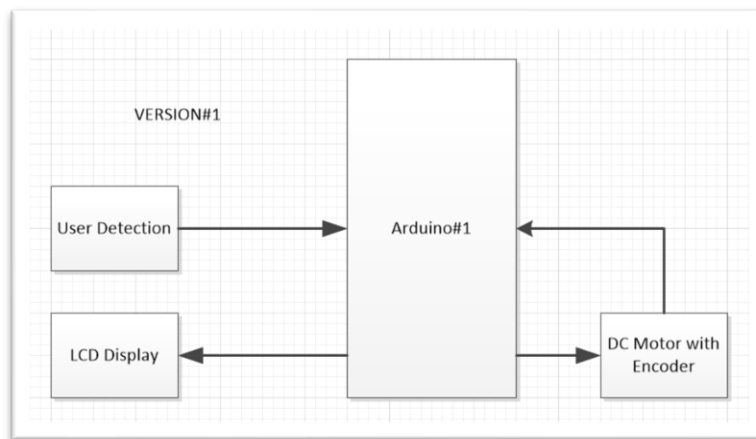 VERSION#1
User Detection
Arduino#1
LCD Display
DC Motor with
Encoder